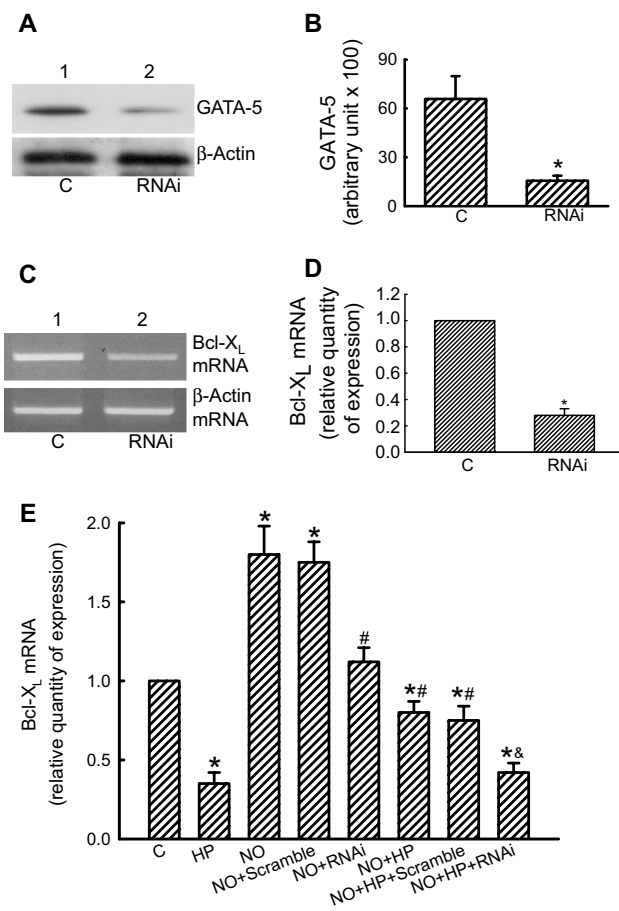 A
1 2
GATA-5
β-Actin
C RNAi
B
GATA-5
(arbitrary unit x 100)
90
60
30
0
*
C RNAi
C
1 2
Bcl-XL
mRNA
β-Actin
mRNA
C RNAi
D
Bcl-XL mRNA
(relative quantity
of expression)
1.2
1.0
0.8
0.6
0.4
0.2
0.0
*
C RNAi
E
Bcl-XL mRNA
(relative quantity of expression)
2.0
1.5
1.0
0.5
0.0
*
*
*
#
*#
*#
*&
C
HP
NO
NO+Scramble
NO+RNAi
NO+HP
NO+HP+Scramble
NO+HP+RNAi